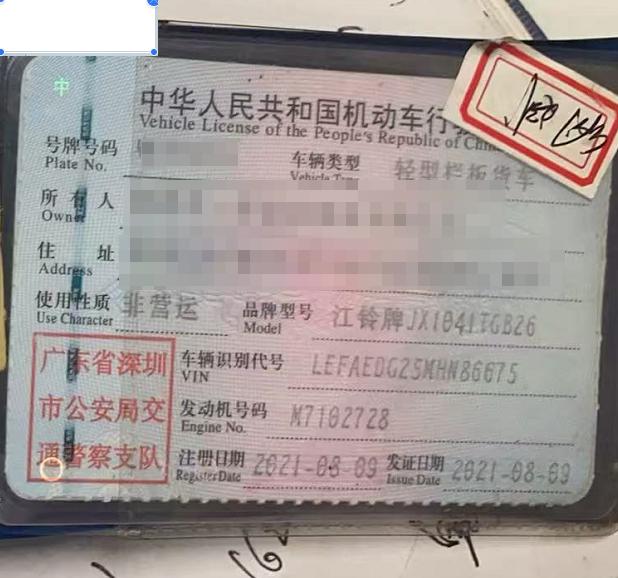 中
中华人民共和国机动车行
Vehicle License of the People's Republic of Chi
号牌号码
Plate No.
车辆类型 轻型栏板货车
Vehicle Type
所有人
Owner
住 址
Address
使用性质 非营运
Use Character
品牌型号 江铃牌JX1041TGB26
Model
广东省深圳
市公安局交
通警察支队
车辆识别代号 LEFAEDG25MHN86675
VIN
发动机号码 M7102728
Engine No.
注册日期 2021-08-09
Register Date
发证日期 2021-08-09
Issue Date